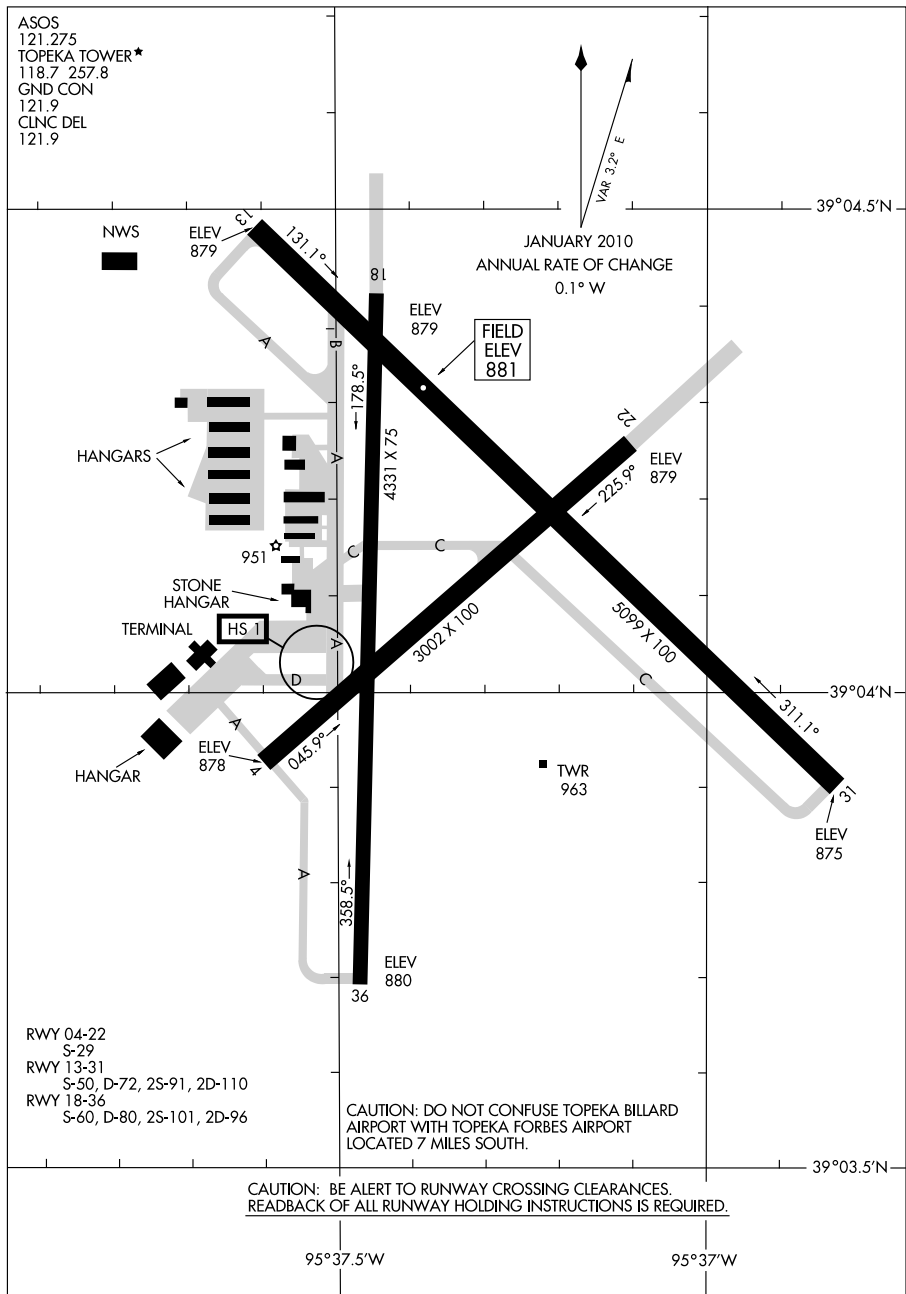 ASOS
121.275
TOPEKA TOWER★
118.7 257.8
GND CON
121.9
CLNC DEL
121.9
VAR 3.2° E
JANUARY 2010
ANNUAL RATE OF CHANGE
0.1° W
39°04.5'N
NWS
ELEV
879
13
131.1°
18
ELEV
879
FIELD
ELEV
881
A
B
178.5°
4331 X 75
22
ELEV
879
225.9°
HANGARS
A
951
C
C
STONE
HANGAR
TERMINAL
HS 1
A
3002 X 100
5099 X 100
D
C
39°04'N
311.1°
A
ELEV
878
045.9°
4
HANGAR
TWR
963
31
ELEV
875
A
358.5°
ELEV
880
36
RWY 04-22
S-29
RWY 13-31
S-50, D-72, 2S-91, 2D-110
RWY 18-36
S-60, D-80, 2S-101, 2D-96
CAUTION: DO NOT CONFUSE TOPEKA BILLARD
AIRPORT WITH TOPEKA FORBES AIRPORT
LOCATED 7 MILES SOUTH.
39°03.5'N
CAUTION: BE ALERT TO RUNWAY CROSSING CLEARANCES.
READBACK OF ALL RUNWAY HOLDING INSTRUCTIONS IS REQUIRED.
95°37.5'W
95°37'W